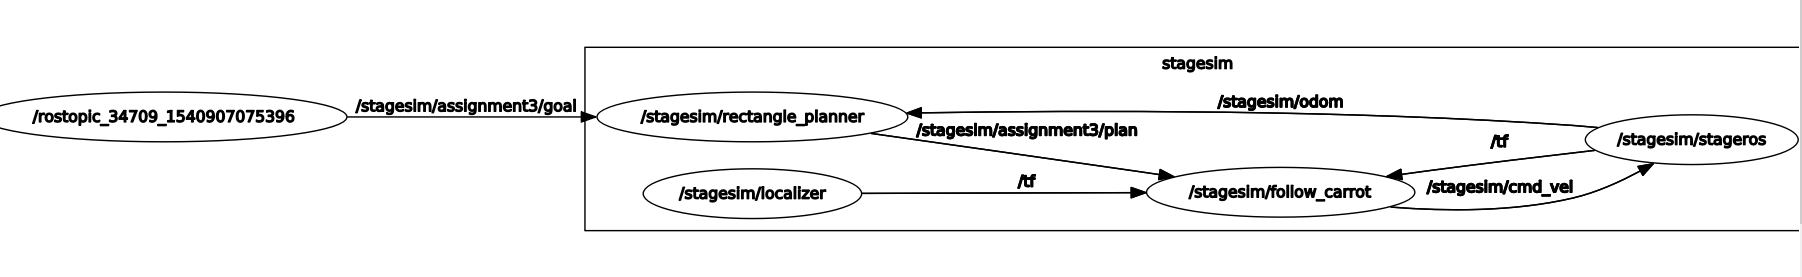 stagesim
/stagesim/assignment3/goal
/stagesim/odom
/rostopic_34709_1540907075396
/stagesim/rectangle_planner
/stagesim/assignment3/plan
/tf
/stagesim/stageros
/tf
/stagesim/localizer
/stagesim/follow_carrot
/stagesim/cmd_vel